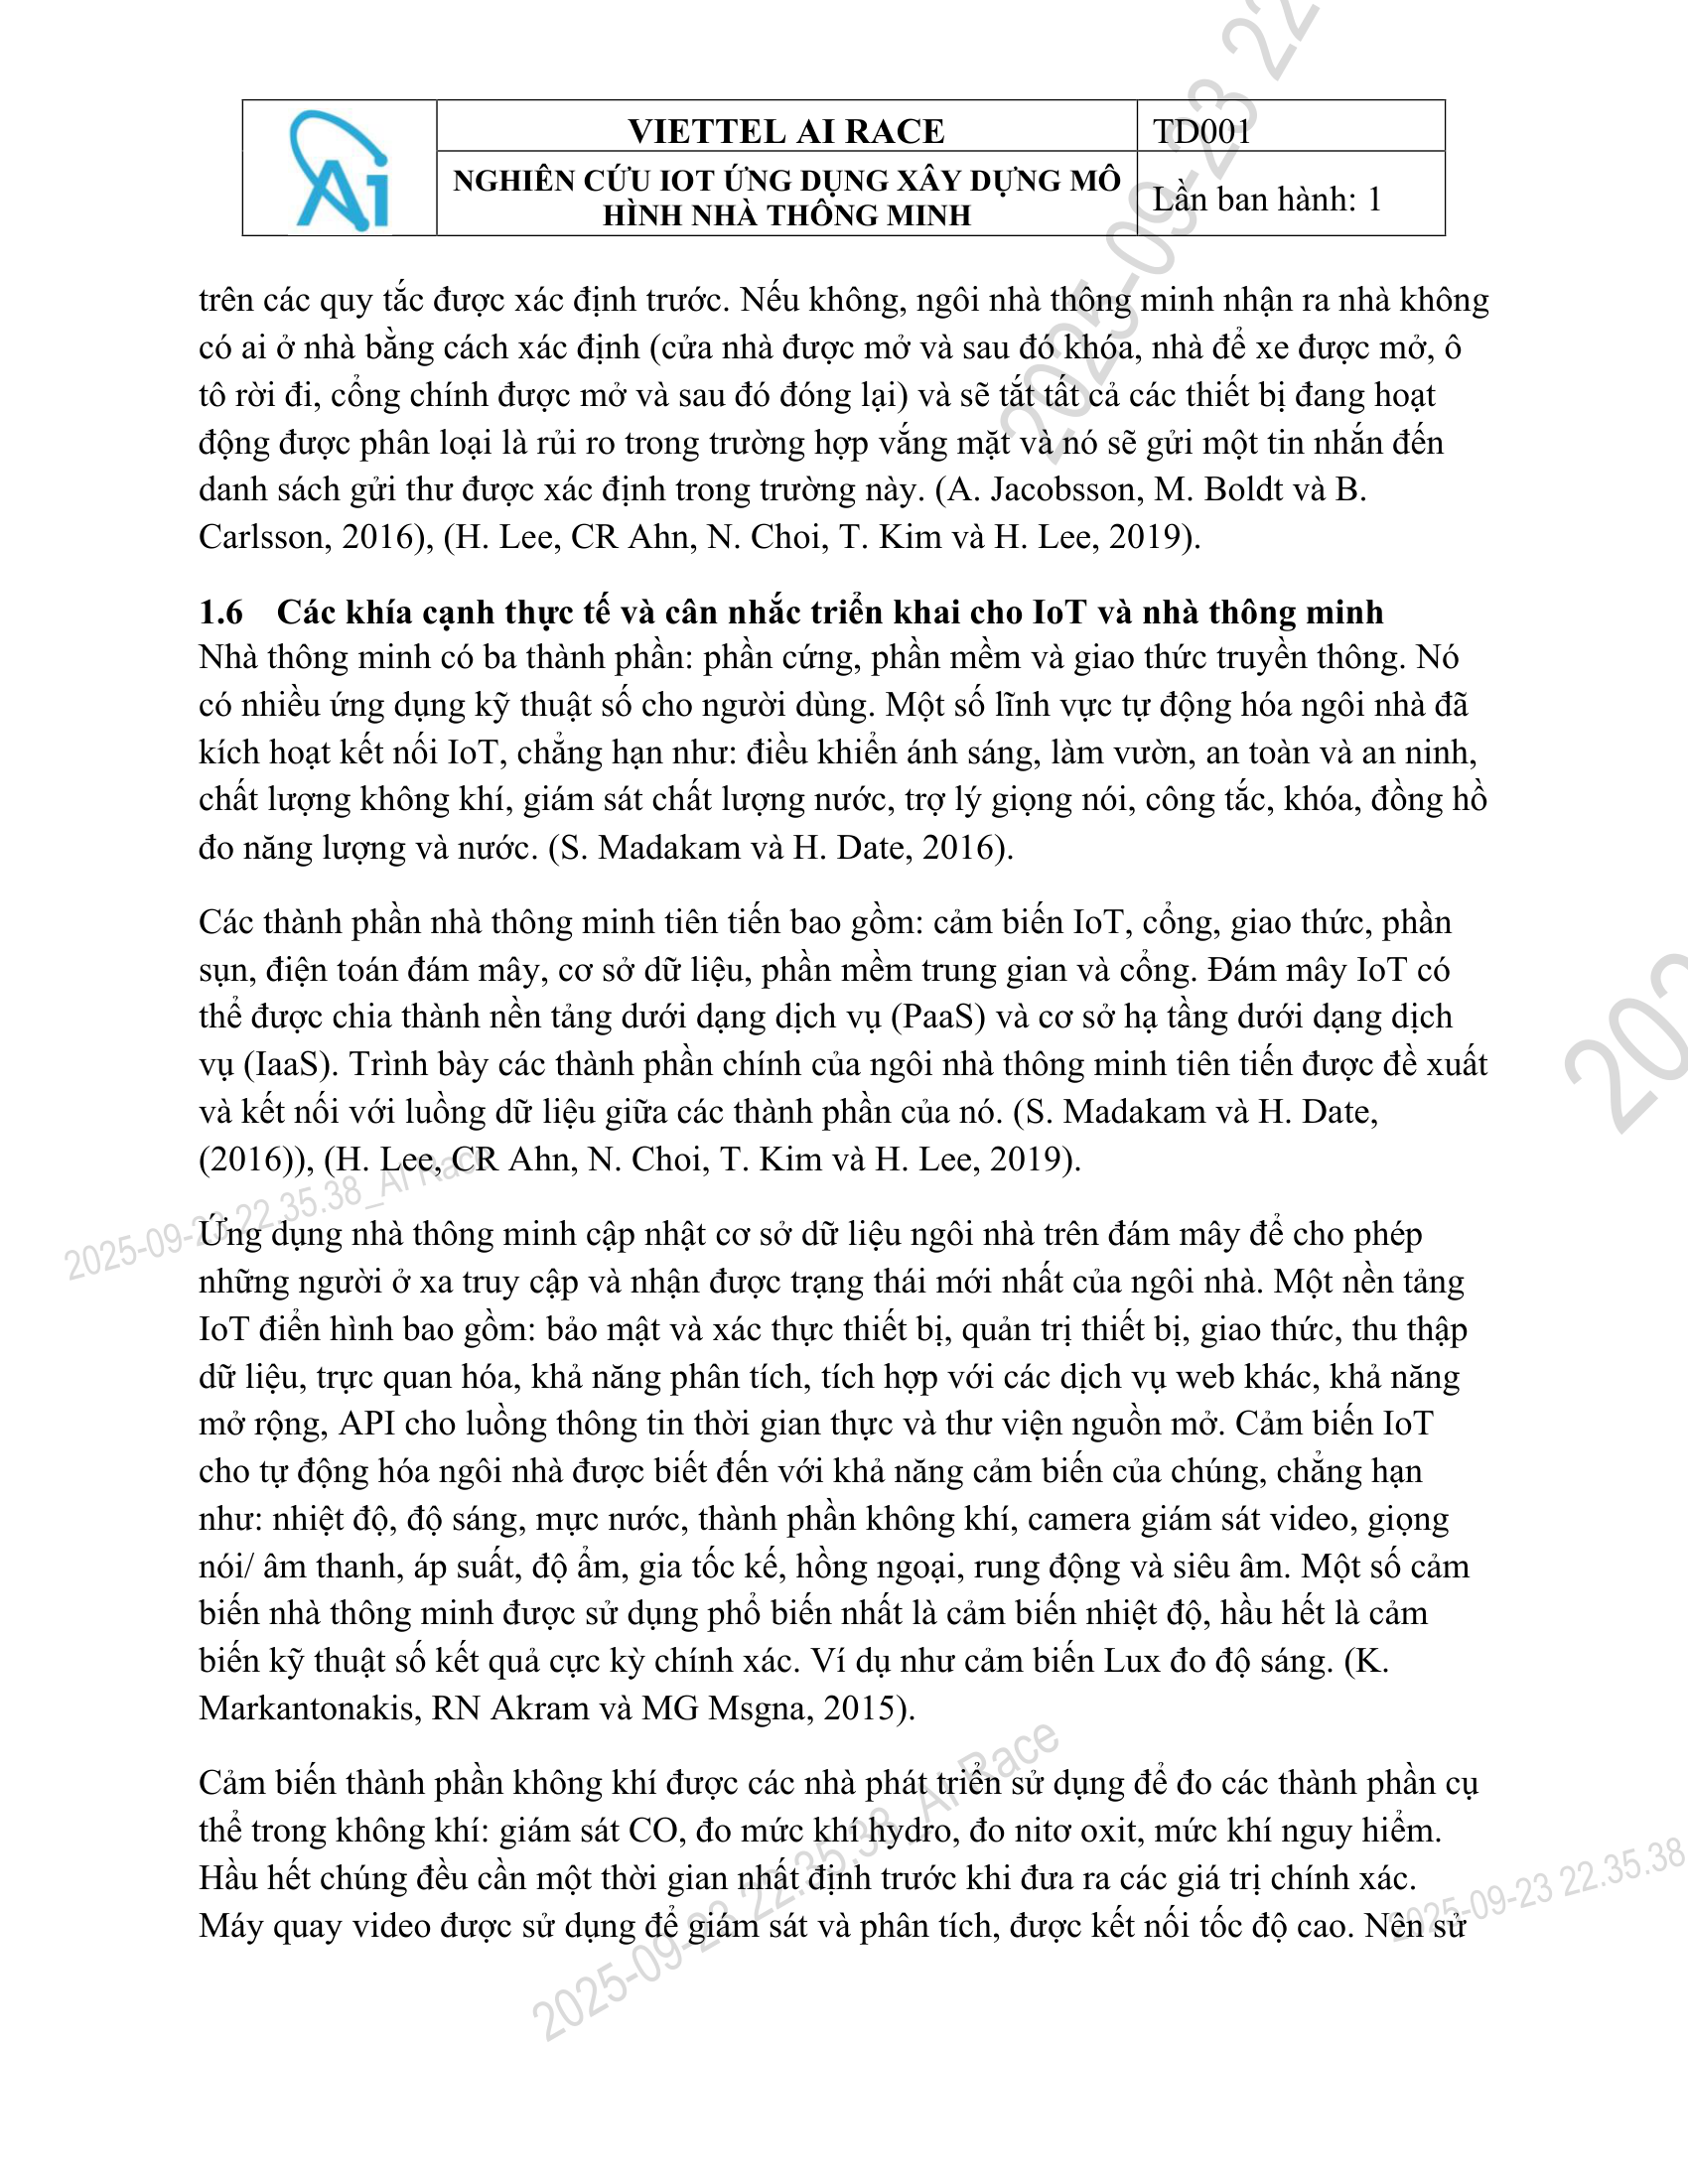 Ai
VIETTEL AI RACE
TD001
NGHIÊN CỨU IOT ỨNG DỤNG XÂY DỰNG MÔ
HÌNH NHÀ THÔNG MINH
Lần ban hành: 1
trên các quy tắc được xác định trước. Nếu không, ngôi nhà thông minh nhận ra nhà không
có ai ở nhà bằng cách xác định (cửa nhà được mở và sau đó khóa, nhà để xe được mở, ô
tô rời đi, cổng chính được mở và sau đó đóng lại) và sẽ tắt tất cả các thiết bị đang hoạt
động được phân loại là rủi ro trong trường hợp vắng mặt và nó sẽ gửi một tin nhắn đến
danh sách gửi thư được xác định trong trường này. (A. Jacobsson, M. Boldt và B.
Carlsson, 2016), (H. Lee, CR Ahn, N. Choi, T. Kim và H. Lee, 2019).
1.6 Các khía cạnh thực tế và cân nhắc triển khai cho IoT và nhà thông minh
Nhà thông minh có ba thành phần: phần cứng, phần mềm và giao thức truyền thông. Nó
có nhiều ứng dụng kỹ thuật số cho người dùng. Một số lĩnh vực tự động hóa ngôi nhà đã
kích hoạt kết nối IoT, chẳng hạn như: điều khiển ánh sáng, làm vườn, an toàn và an ninh,
chất lượng không khí, giám sát chất lượng nước, trợ lý giọng nói, công tắc, khóa, đồng hồ
đo năng lượng và nước. (S. Madakam và H. Date, 2016).
Các thành phần nhà thông minh tiên tiến bao gồm: cảm biến IoT, cổng, giao thức, phần
sụn, điện toán đám mây, cơ sở dữ liệu, phần mềm trung gian và cổng. Đám mây IoT có
thể được chia thành nền tảng dưới dạng dịch vụ (PaaS) và cơ sở hạ tầng dưới dạng dịch
vụ (IaaS). Trình bày các thành phần chính của ngôi nhà thông minh tiên tiến được đề xuất
và kết nối với luồng dữ liệu giữa các thành phần của nó. (S. Madakam và H. Date,
(2016)), (H. Lee, CR Ahn, N. Choi, T. Kim và H. Lee, 2019).
Ứng dụng nhà thông minh cập nhật cơ sở dữ liệu ngôi nhà trên đám mây để cho phép
những người ở xa truy cập và nhận được trạng thái mới nhất của ngôi nhà. Một nền tảng
IoT điển hình bao gồm: bảo mật và xác thực thiết bị, quản trị thiết bị, giao thức, thu thập
dữ liệu, trực quan hóa, khả năng phân tích, tích hợp với các dịch vụ web khác, khả năng
mở rộng, API cho luồng thông tin thời gian thực và thư viện nguồn mở. Cảm biến IoT
cho tự động hóa ngôi nhà được biết đến với khả năng cảm biến của chúng, chẳng hạn
như: nhiệt độ, độ sáng, mực nước, thành phần không khí, camera giám sát video, giọng
nói/ âm thanh, áp suất, độ ẩm, gia tốc kế, hồng ngoại, rung động và siêu âm. Một số cảm
biến nhà thông minh được sử dụng phổ biến nhất là cảm biến nhiệt độ, hầu hết là cảm
biến kỹ thuật số kết quả cực kỳ chính xác. Ví dụ như cảm biến Lux đo độ sáng. (K.
Markantonakis, RN Akram và MG Msgna, 2015).
Cảm biến thành phần không khí được các nhà phát triển sử dụng để đo các thành phần cụ
thể trong không khí: giám sát CO, đo mức khí hydro, đo nitơ oxit, mức khí nguy hiểm.
Hầu hết chúng đều cần một thời gian nhất định trước khi đưa ra các giá trị chính xác.
Máy quay video được sử dụng để giám sát và phân tích, được kết nối tốc độ cao. Nên sử
2025-09-23 22
202
2025-09-23 22.35.38_AI Race
2025-09-23 22.35.38_AI Race
2025-09-23 22.35.38